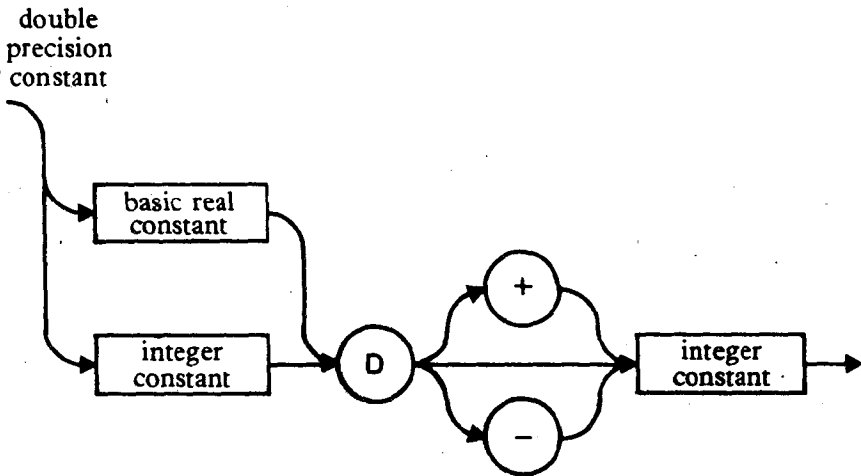 double
precision
constant
basic real
constant
+
integer
constant
D
integer
constant
−